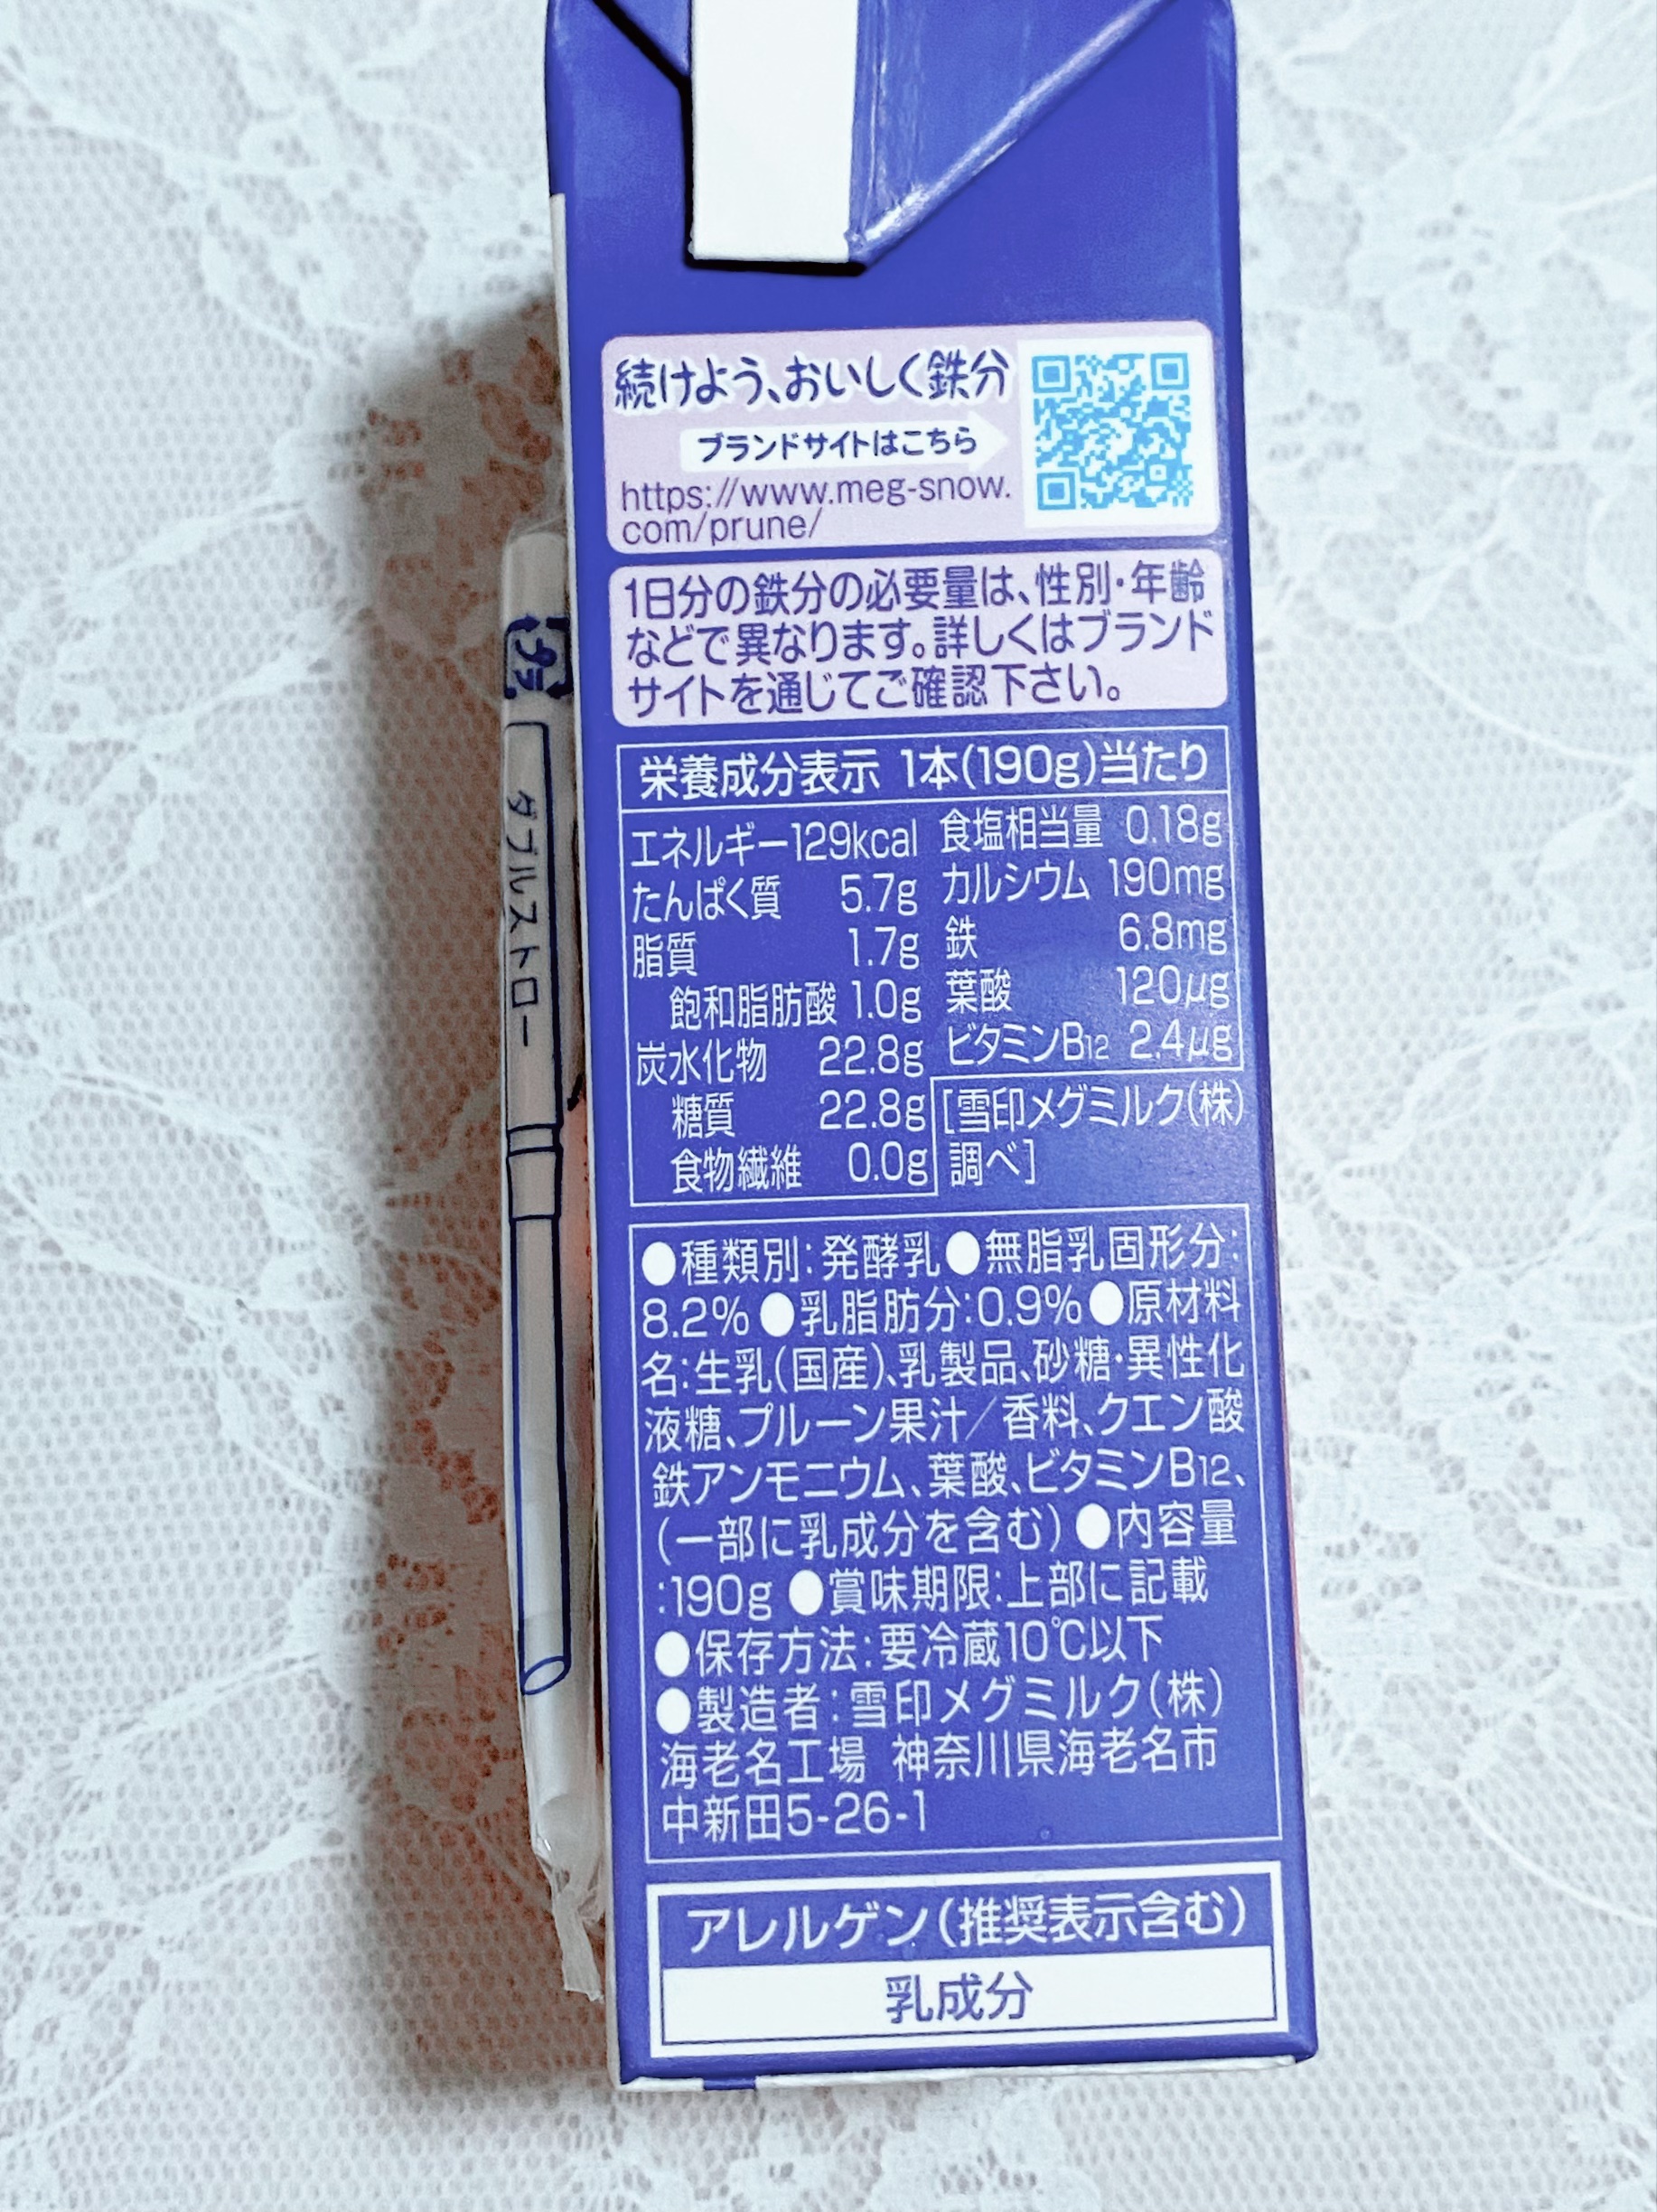 続けよう、おいしく鉄分
ブランドサイトはこちら
https://www.meg-snow.
com/prune/
1日分の鉄分の必要量は、性別・年齢
などで異なります。詳しくはブランド
サイトを通じてご確認下さい。
栄養成分表示 1本(190g)当たり
エネルギー129kcal
たんぱく質 5.7g
脂質 1.7g
飽和脂肪酸 1.0g
炭水化物 22.8g
糖質 22.8g
食物繊維 0.0g
食塩相当量 0.18g
カルシウム 190mg
鉄 6.8mg
葉酸 120μg
ビタミンB12 2.4μg
[雪印メグミルク(株)
調べ]
●種類別:発酵乳●無脂乳固形分:
8.2%●乳脂肪分:0.9%●原材料
名:生乳(国産)、乳製品、砂糖・異性化
液糖、プルーン果汁/香料、クエン酸
鉄アンモニウム、葉酸、ビタミンB12、
(一部に乳成分を含む)●内容量
:190g●賞味期限:上部に記載
●保存方法:要冷蔵10℃以下
●製造者:雪印メグミルク(株)
海老名工場 神奈川県海老名市
中新田5-26-1
アレルゲン(推奨表示含む)
乳成分
プラ
ダブルストロー